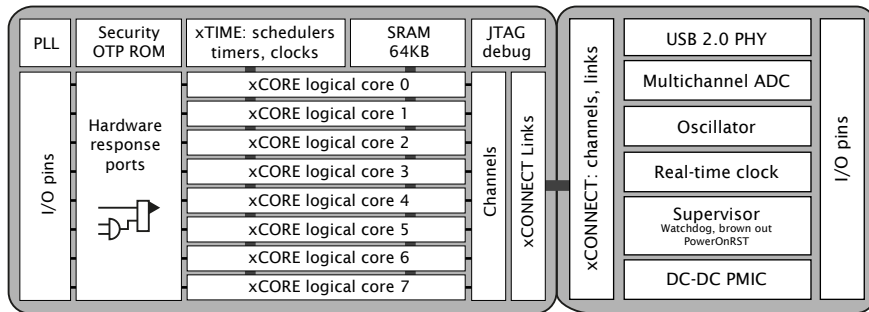 PLL
Security
OTP ROM
xTIME: schedulers
timers, clocks
SRAM
64KB
JTAG
debug
I/O pins
Hardware
response
ports
xCORE logical core 0
xCORE logical core 1
xCORE logical core 2
xCORE logical core 3
xCORE logical core 4
xCORE logical core 5
xCORE logical core 6
xCORE logical core 7
Channels
xCONNECT Links
xCONNECT: channels, links
USB 2.0 PHY
Multichannel ADC
Oscillator
Real-time clock
Supervisor
Watchdog, brown out
PowerOnRST
DC-DC PMIC
I/O pins